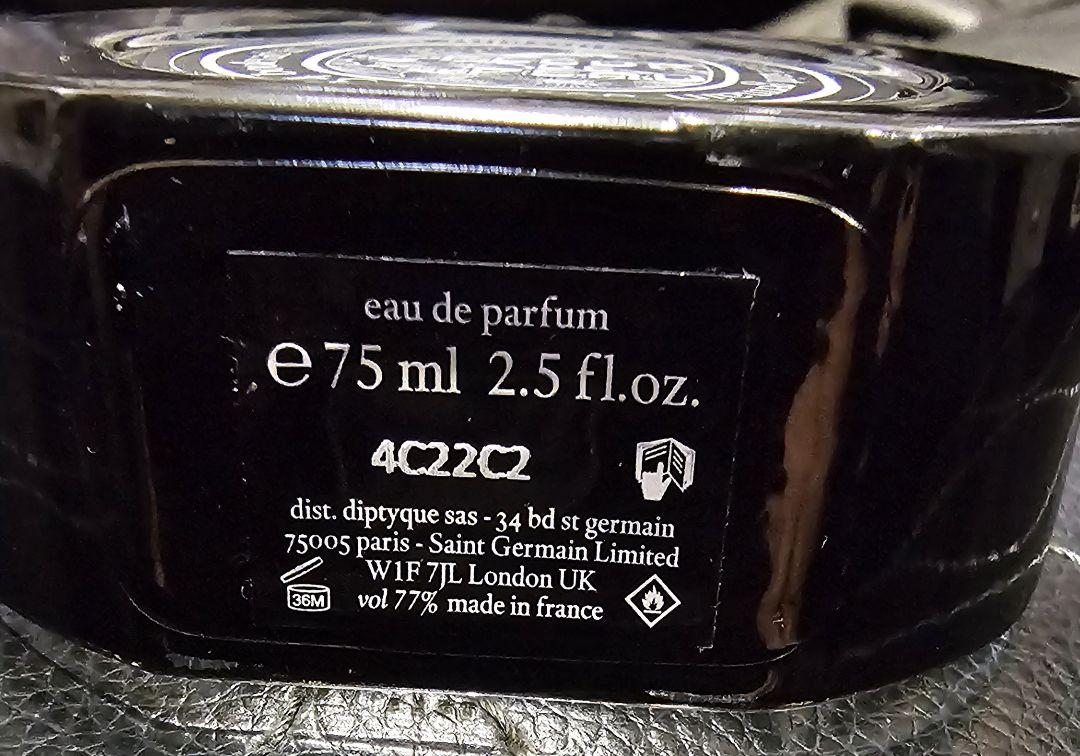 eau de parfum
℮ 75 ml 2.5 fl.oz.
4C22C2
dist. diptyque sas - 34 bd st germain
75005 paris - Saint Germain Limited
W1F 7JL London UK
36M
vol 77% made in france